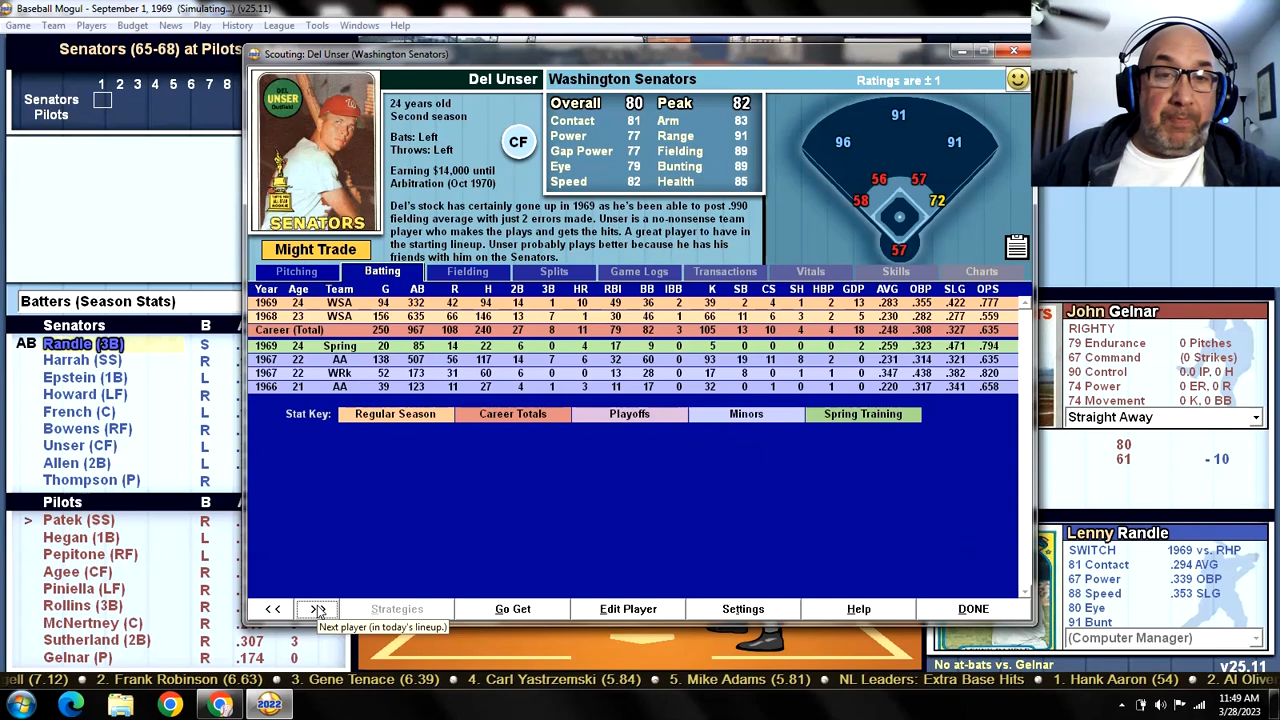 Baseball Mogul - September 1, 1969 (Simulating...) (v25.11)
Game Team Players Budget News Play History League Tools Windows Help
Senators (65-68) at Pilots
1 2 3 4 5 6 7 8
Senators
Pilots
Scouting: Del Unser (Washington Senators)
DEL UNSER
Outfield
SENATORS
Might Trade
Del Unser
24 years old
Second season
Bats: Left
Throws: Left
Earning $14,000 until
Arbitration (Oct 1970)
CF
Washington Senators
Overall 80 Peak 82
Contact 81 Arm 83
Power 77 Range 91
Gap Power 77 Fielding 89
Eye 79 Bunting 89
Speed 82 Health 85
Ratings are ± 1
91
96 91
56 57
58 72
57
Del's stock has certainly gone up in 1969 as he's been able to post .990
fielding average with just 2 errors made. Unser is a no-nonsense team
player who makes the plays and gets the hits. A great player to have in
the starting lineup. Unser probably plays better because he has his
friends with him on the Senators.
Pitching Batting Fielding Splits Game Logs Transactions Vitals Skills Charts
Year Age Team G AB R H 2B 3B HR RBI BB IBB K SB CS SH HBP GDP AVG OBP SLG OPS
1969 24 WSA 94 332 42 94 14 1 10 49 36 2 39 2 4 1 2 13 .283 .355 .422 .777
1968 23 WSA 156 635 66 146 13 7 1 30 46 1 66 11 6 3 2 5 .230 .282 .277 .559
Career (Total) 250 967 108 240 27 8 11 79 82 3 105 13 10 4 4 18 .248 .308 .327 .635
1969 24 Spring 20 85 14 22 6 0 4 17 9 0 5 0 0 0 0 2 .259 .323 .471 .794
1967 22 AA 138 507 56 117 14 7 6 32 60 0 93 19 11 8 2 0 .231 .314 .321 .635
1967 22 WRk 52 173 31 60 6 0 0 13 28 0 17 8 0 1 0 0 .347 .438 .382 .820
1966 21 AA 39 123 11 27 4 1 3 11 17 0 32 0 1 0 1 0 .220 .317 .341 .658
Stat Key: Regular Season Career Totals Playoffs Minors Spring Training
<< >> Strategies Go Get Edit Player Settings Help DONE
Next player (in today's lineup.)
Batters (Season Stats)
Senators B
AB Randle (3B) S
Harrah (SS) R
Epstein (1B) L
Howard (LF) R
French (C) L
Bowens (RF) R
Unser (CF) L
Allen (2B) L
Thompson (P) R
Pilots B
> Patek (SS) R
Hegan (1B) L
Pepitone (RF) L
Agee (CF) R
Piniella (LF) R
Rollins (3B) R
McNertney (C) R
Sutherland (2B) R .307 3
Gelnar (P) R .174 0
John Gelnar
RIGHTY
79 Endurance 0 Pitches
67 Command (0 Strikes)
90 Control 0.0 IP, 0 H
74 Power 0 ER, 0 R
74 Movement 0 K, 0 BB
Straight Away
80
61 - 10
Lenny Randle
SWITCH 1969 vs. RHP
81 Contact .294 AVG
67 Power .339 OBP
88 Speed .353 SLG
80 Eye
91 Bunt
(Computer Manager)
No at-bats vs. Gelnar v25.11
(7.12) • 2. Frank Robinson (6.63) • 3. Gene Tenace (6.39) • 4. Carl Yastrzemski (5.84) • 5. Mike Adams (5.81) • NL Leaders: Extra Base Hits • 1. Hank Aaron (54) • 2. Al Oliver
2022
11:49 AM
3/28/2023